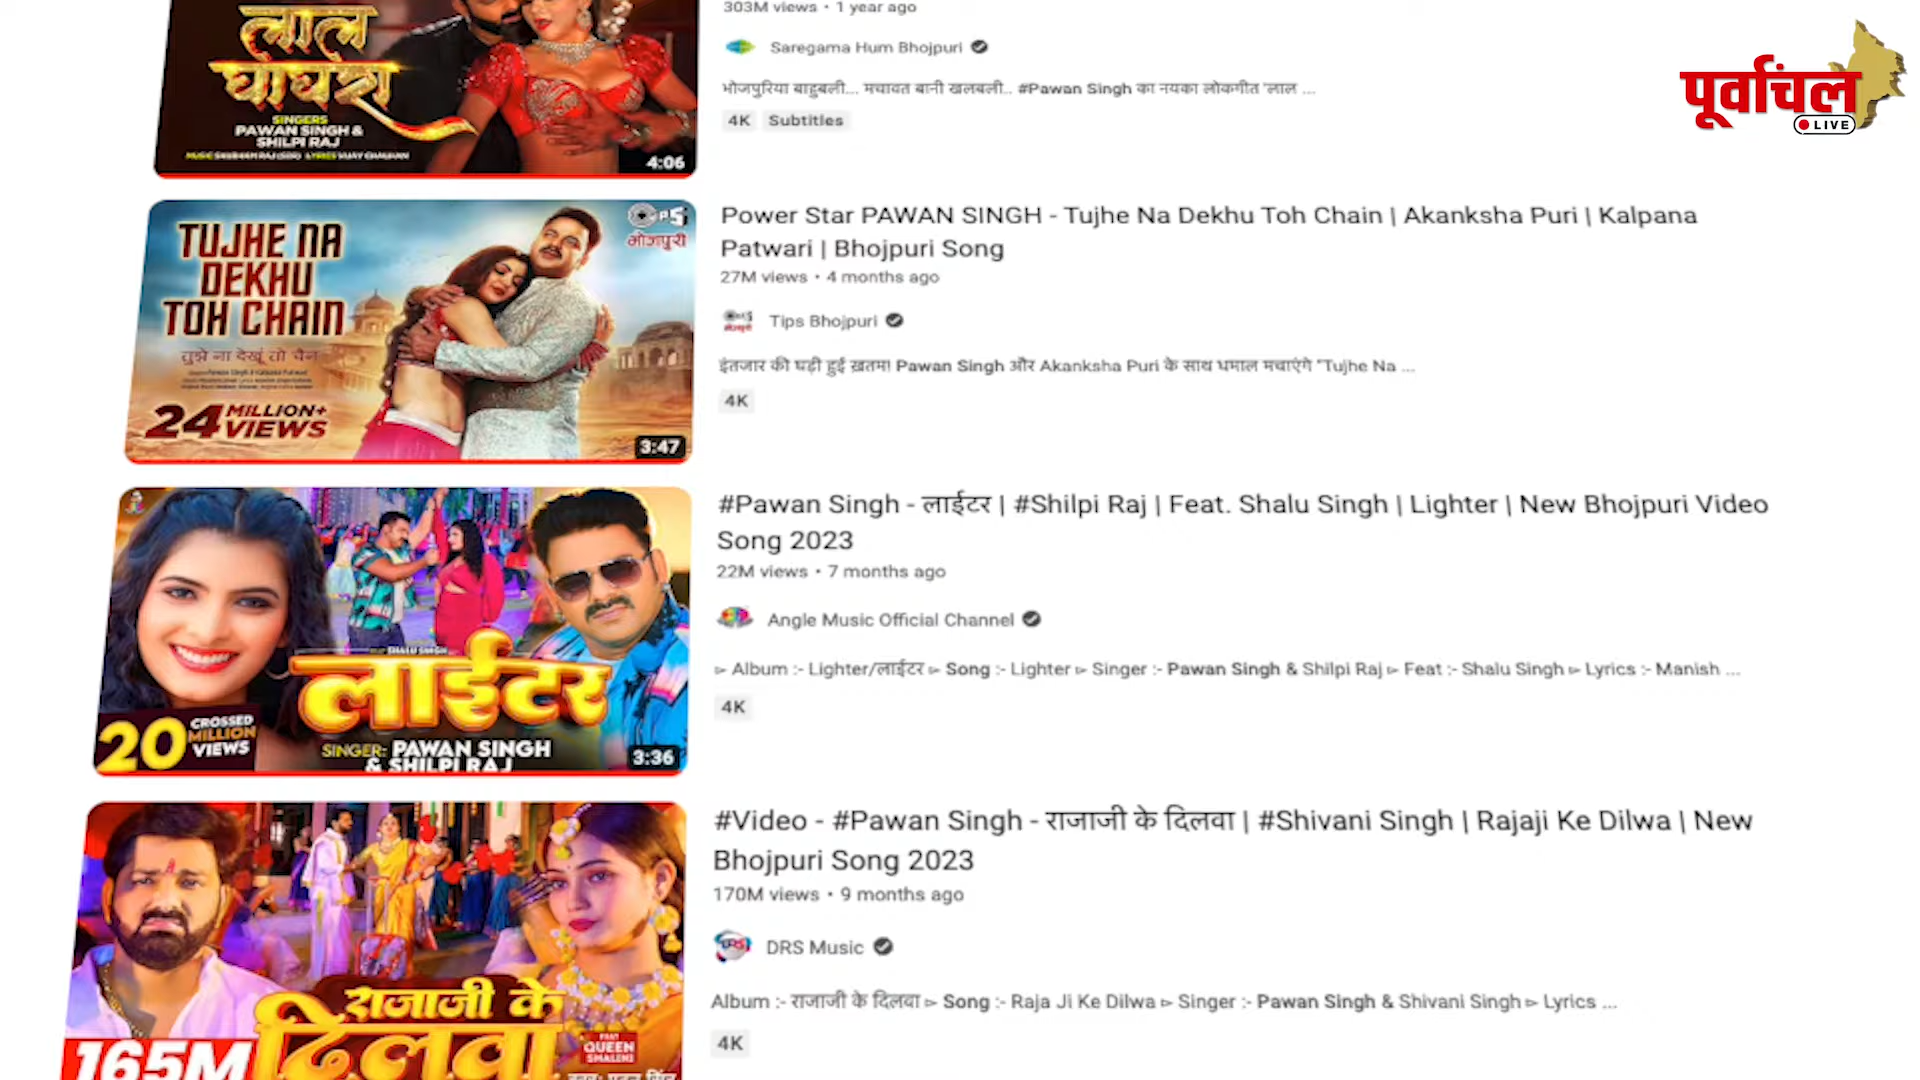 लाल
घाघरा
SINGERS
PAWAN SINGH &
SHILPI RAJ
4:06
303M views • 1 year ago
Saregama Hum Bhojpuri
भोजपुरिया बाहुबली... मचावत बानी खलबली.. #Pawan Singh का नयका लोकगीत 'लाल ...
4K Subtitles
पूर्वांचल
LIVE
TUJHE NA
DEKHU
TOH CHAIN
तुझे ना देखूं तो चैन
24 MILLION+
VIEWS
भोजपुरी
3:47
Power Star PAWAN SINGH - Tujhe Na Dekhu Toh Chain | Akanksha Puri | Kalpana
Patwari | Bhojpuri Song
27M views • 4 months ago
Tips Bhojpuri
इंतजार की घड़ी हुई ख़तम! Pawan Singh और Akanksha Puri के साथ धमाल मचाएंगे "Tujhe Na ...
4K
SHALU SINGH
लाईटर
20 CROSSED
MILLION
VIEWS
SINGER: PAWAN SINGH
& SHILPI RAJ
3:36
#Pawan Singh - लाईटर | #Shilpi Raj | Feat. Shalu Singh | Lighter | New Bhojpuri Video
Song 2023
22M views • 7 months ago
Angle Music Official Channel
▻ Album :- Lighter/लाईटर ▻ Song :- Lighter ▻ Singer :- Pawan Singh & Shilpi Raj ▻ Feat :- Shalu Singh ▻ Lyrics :- Manish ...
4K
राजाजी के
दिलवा
165M
QUEEN
SHALINI
#Video - #Pawan Singh - राजाजी के दिलवा | #Shivani Singh | Rajaji Ke Dilwa | New
Bhojpuri Song 2023
170M views • 9 months ago
DRS Music
Album :- राजाजी के दिलवा ▻ Song :- Raja Ji Ke Dilwa ▻ Singer :- Pawan Singh & Shivani Singh ▻ Lyrics ...
4K